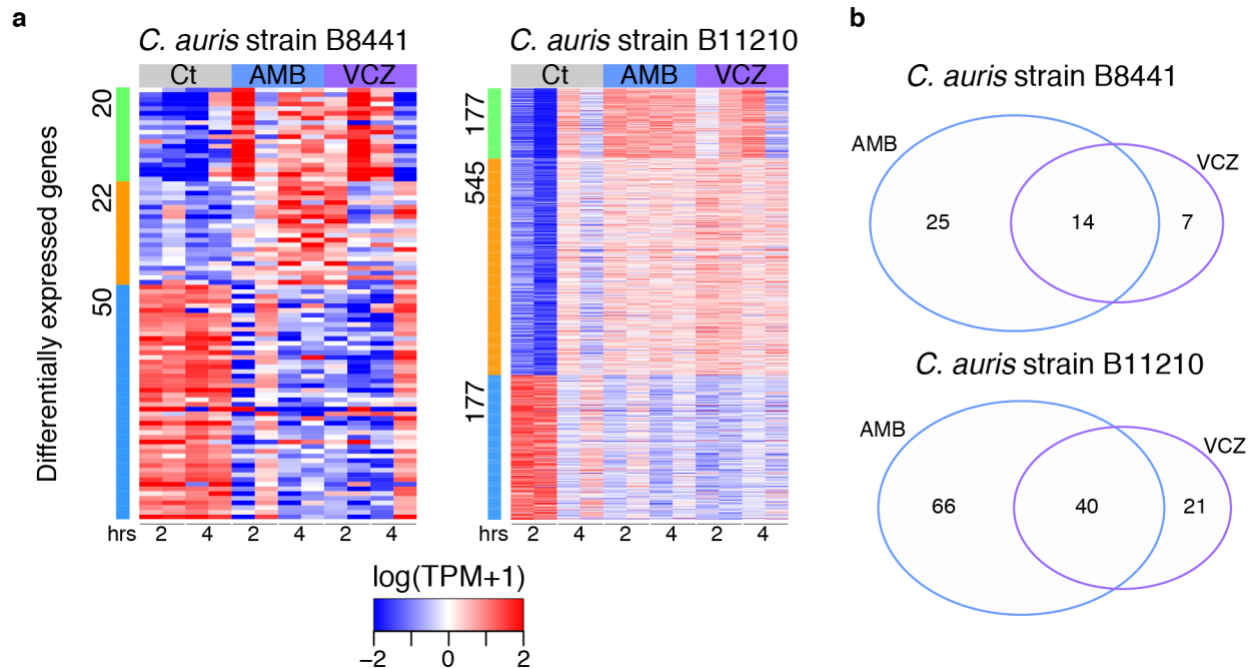 a
C. auris strain B8441
Ct AMB VCZ
Differentially expressed genes
20
22
50
hrs 2 4 2 4 2 4
C. auris strain B11210
Ct AMB VCZ
177
545
177
hrs 2 4 2 4 2 4
log(TPM+1)
−2 0 2
b
C. auris strain B8441
AMB
VCZ
25 14 7
C. auris strain B11210
AMB
VCZ
66 40 21